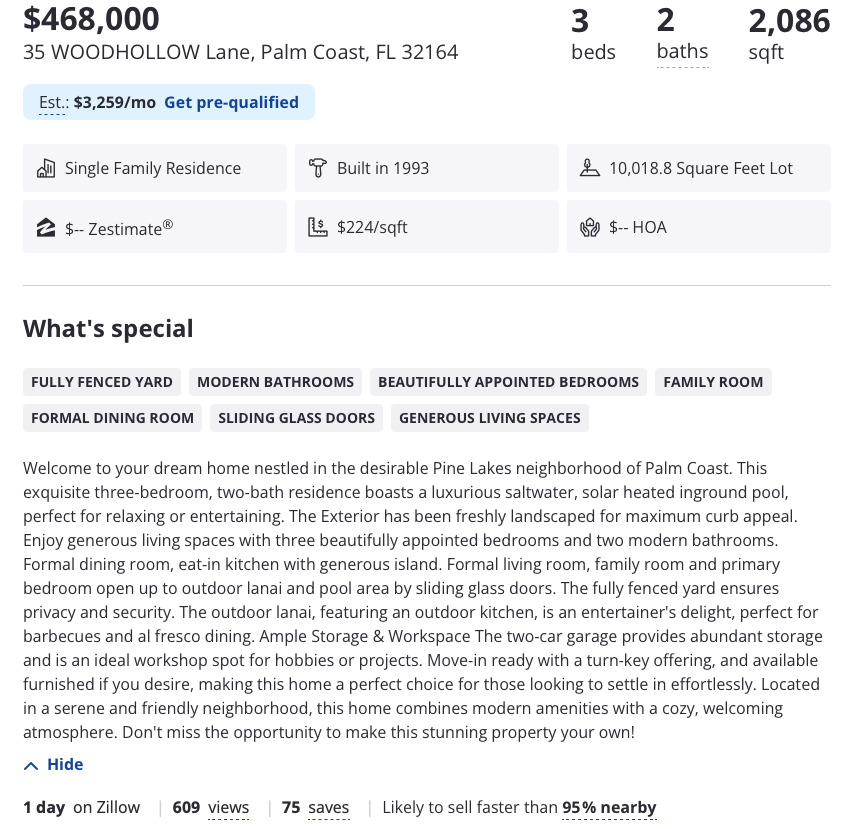 $468,000
35 WOODHOLLOW Lane, Palm Coast, FL 32164
3
beds
2
baths
2,086
sqft
Est.: $3,259/mo Get pre-qualified
Single Family Residence
Built in 1993
10,018.8 Square Feet Lot
$-- Zestimate®
$224/sqft
$-- HOA
What's special
FULLY FENCED YARD
MODERN BATHROOMS
BEAUTIFULLY APPOINTED BEDROOMS
FAMILY ROOM
FORMAL DINING ROOM
SLIDING GLASS DOORS
GENEROUS LIVING SPACES
Welcome to your dream home nestled in the desirable Pine Lakes neighborhood of Palm Coast. This
exquisite three-bedroom, two-bath residence boasts a luxurious saltwater, solar heated inground pool,
perfect for relaxing or entertaining. The Exterior has been freshly landscaped for maximum curb appeal.
Enjoy generous living spaces with three beautifully appointed bedrooms and two modern bathrooms.
Formal dining room, eat-in kitchen with generous island. Formal living room, family room and primary
bedroom open up to outdoor lanai and pool area by sliding glass doors. The fully fenced yard ensures
privacy and security. The outdoor lanai, featuring an outdoor kitchen, is an entertainer's delight, perfect for
barbecues and al fresco dining. Ample Storage & Workspace The two-car garage provides abundant storage
and is an ideal workshop spot for hobbies or projects. Move-in ready with a turn-key offering, and available
furnished if you desire, making this home a perfect choice for those looking to settle in effortlessly. Located
in a serene and friendly neighborhood, this home combines modern amenities with a cozy, welcoming
atmosphere. Don't miss the opportunity to make this stunning property your own!
Hide
1 day on Zillow | 609 views | 75 saves | Likely to sell faster than 95% nearby